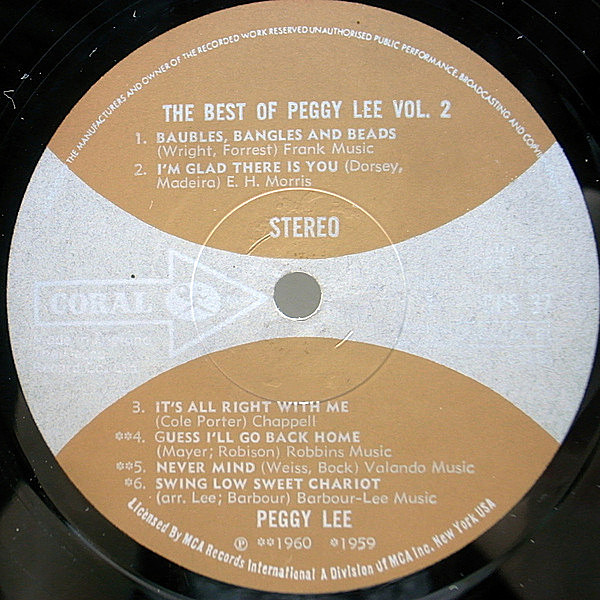 THE MANUFACTURERS AND OWNER OF THE RECORDED WORK RESERVED UNAUTHORISED PUBLIC PERFORMANCE, BROADCASTING AND
THE BEST OF PEGGY LEE VOL. 2
1. BAUBLES, BANGLES AND BEADS
(Wright, Forrest) Frank Music
2. I'M GLAD THERE IS YOU (Dorsey,
Madeira) E. H. Morris
STEREO
CORAL
3. IT'S ALL RIGHT WITH ME
(Cole Porter) Chappell
**4. GUESS I'LL GO BACK HOME
(Mayer; Robison) Robbins Music
**5. NEVER MIND (Weiss, Bock) Valando Music
*6. SWING LOW SWEET CHARIOT
(arr. Lee; Barbour) Barbour-Lee Music
PEGGY LEE
Ⓟ **1960 *1959
Licensed By MCA Records International A Division Of MCA Inc. New York USA